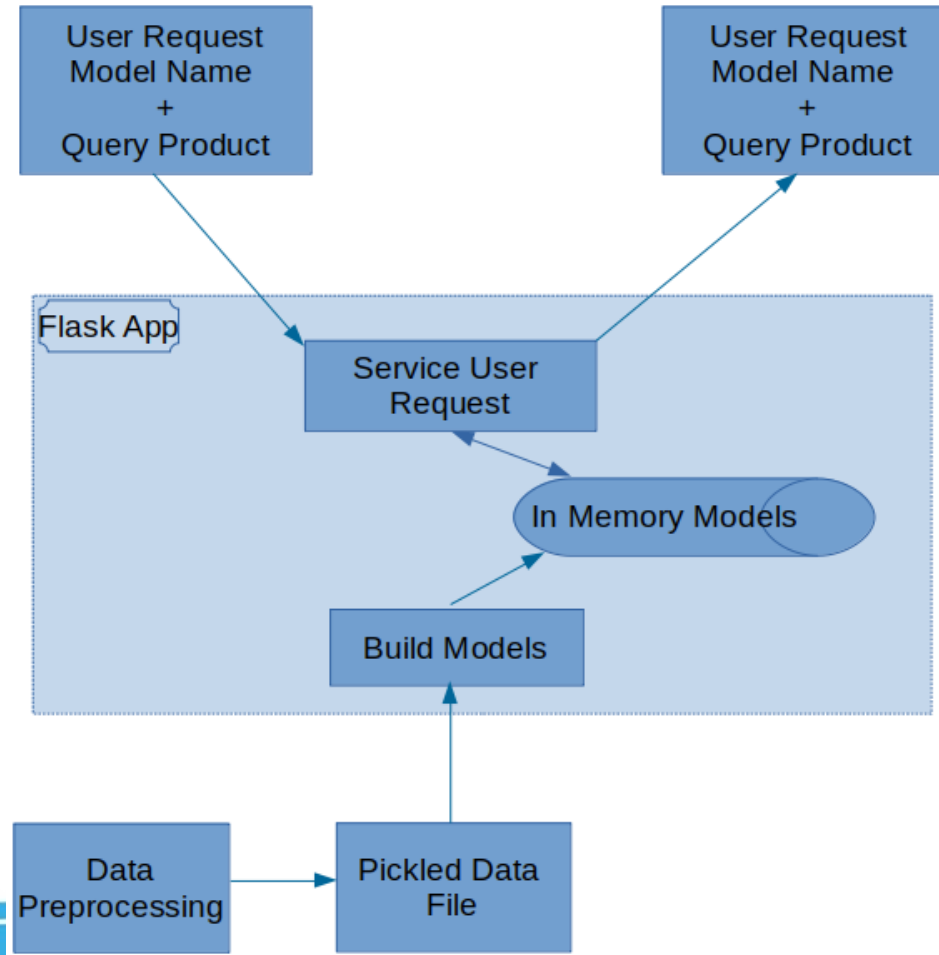 User Request
Model Name
+
Query Product
User Request
Model Name
+
Query Product
Flask App
Service User
Request
In Memory Models
Build Models
Data
Preprocessing
Pickled Data
File